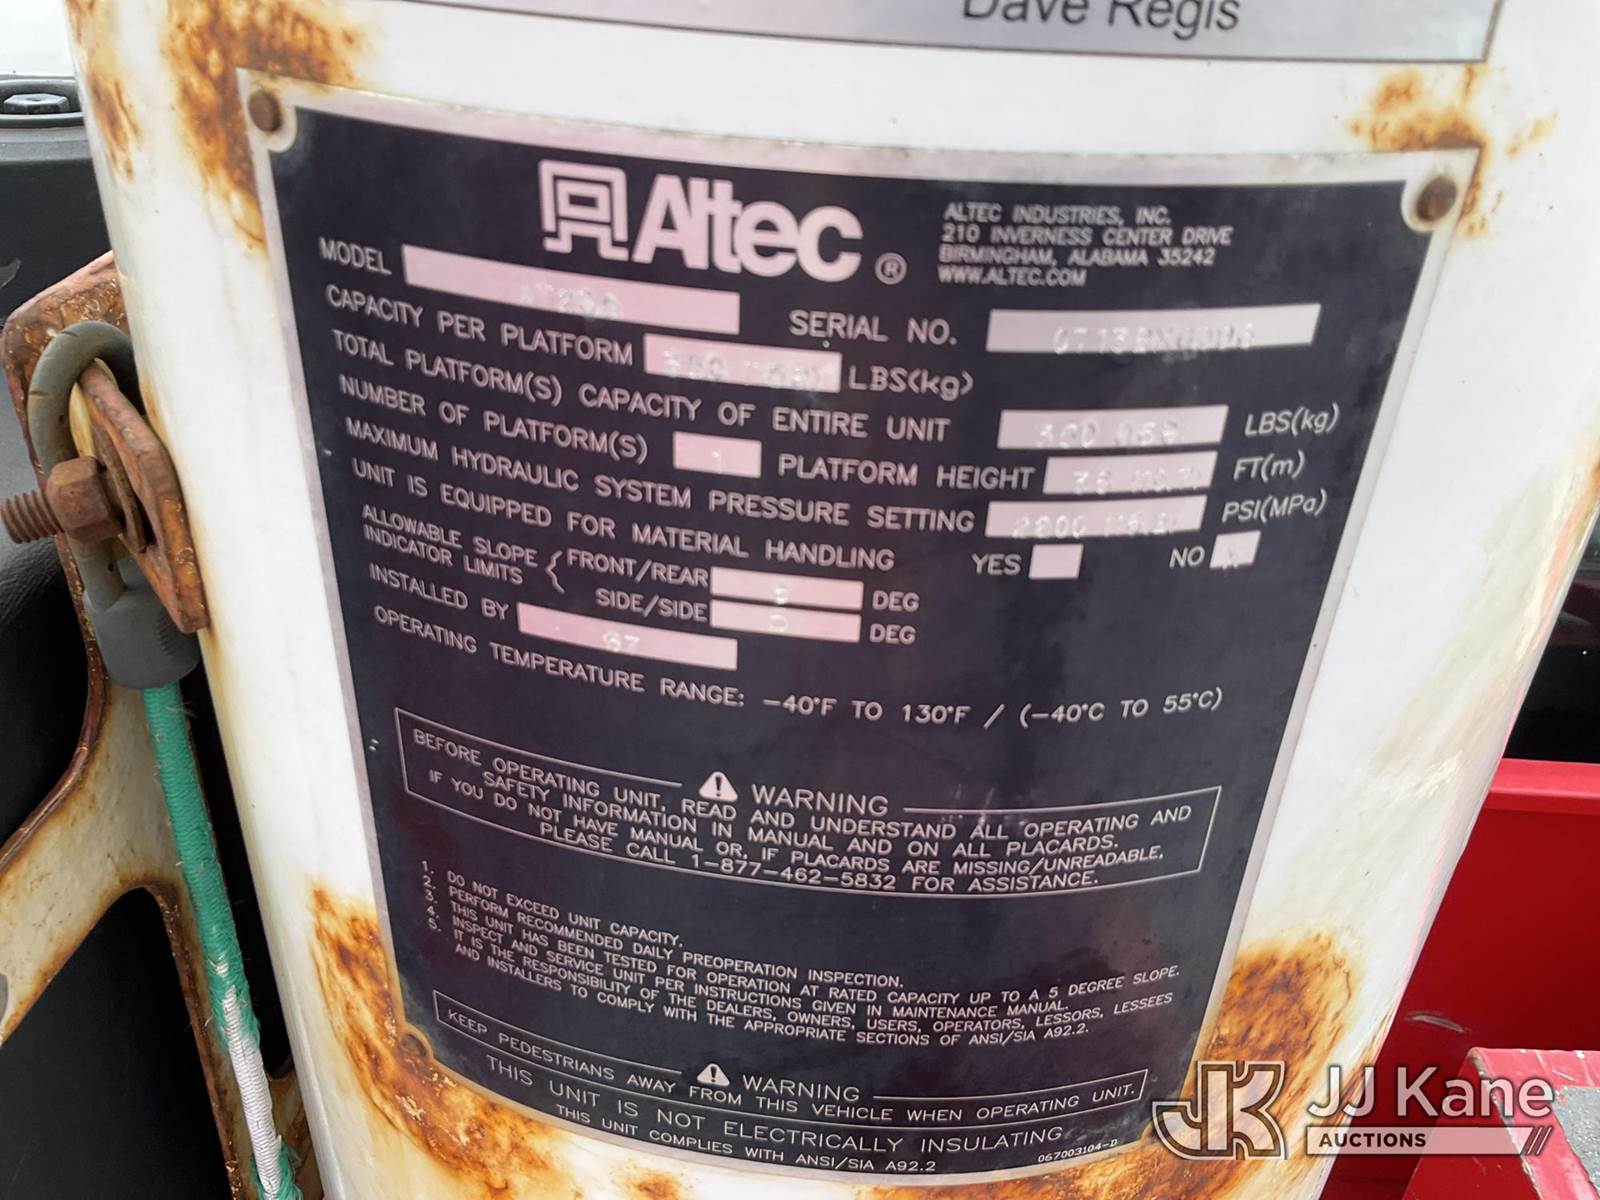 Dave Regis
Altec®
ALTEC INDUSTRIES, INC.
210 INVERNESS CENTER DRIVE
BIRMINGHAM, ALABAMA 35242
WWW.ALTEC.COM
MODEL
SERIAL NO.
CAPACITY PER PLATFORM LBS(kg)
TOTAL PLATFORM(S) CAPACITY OF ENTIRE UNIT LBS(kg)
NUMBER OF PLATFORM(S) 1 PLATFORM HEIGHT FT(m)
MAXIMUM HYDRAULIC SYSTEM PRESSURE SETTING PSI(MPa)
UNIT IS EQUIPPED FOR MATERIAL HANDLING YES NO X
ALLOWABLE SLOPE INDICATOR LIMITS { FRONT/REAR DEG
SIDE/SIDE DEG
INSTALLED BY 67
OPERATING TEMPERATURE RANGE: -40°F TO 130°F / (-40°C TO 55°C)
WARNING
BEFORE OPERATING UNIT, READ AND UNDERSTAND ALL OPERATING AND
SAFETY INFORMATION IN MANUAL AND ON ALL PLACARDS.
IF YOU DO NOT HAVE MANUAL OR, IF PLACARDS ARE MISSING/UNREADABLE,
PLEASE CALL 1-877-462-5832 FOR ASSISTANCE.
1. DO NOT EXCEED UNIT CAPACITY.
2. PERFORM RECOMMENDED DAILY PREOPERATION INSPECTION.
3. THIS UNIT HAS BEEN TESTED FOR OPERATION AT RATED CAPACITY UP TO A 5 DEGREE SLOPE.
4. INSPECT AND SERVICE UNIT PER INSTRUCTIONS GIVEN IN MAINTENANCE MANUAL.
5. IT IS THE RESPONSIBILITY OF THE DEALERS, OWNERS, USERS, OPERATORS, LESSORS, LESSEES
AND INSTALLERS TO COMPLY WITH THE APPROPRIATE SECTIONS OF ANSI/SIA A92.2.
WARNING
KEEP PEDESTRIANS AWAY FROM THIS VEHICLE WHEN OPERATING UNIT.
THIS UNIT IS NOT ELECTRICALLY INSULATING
THIS UNIT COMPLIES WITH ANSI/SIA A92.2
067003104-D
JK JJ Kane
AUCTIONS